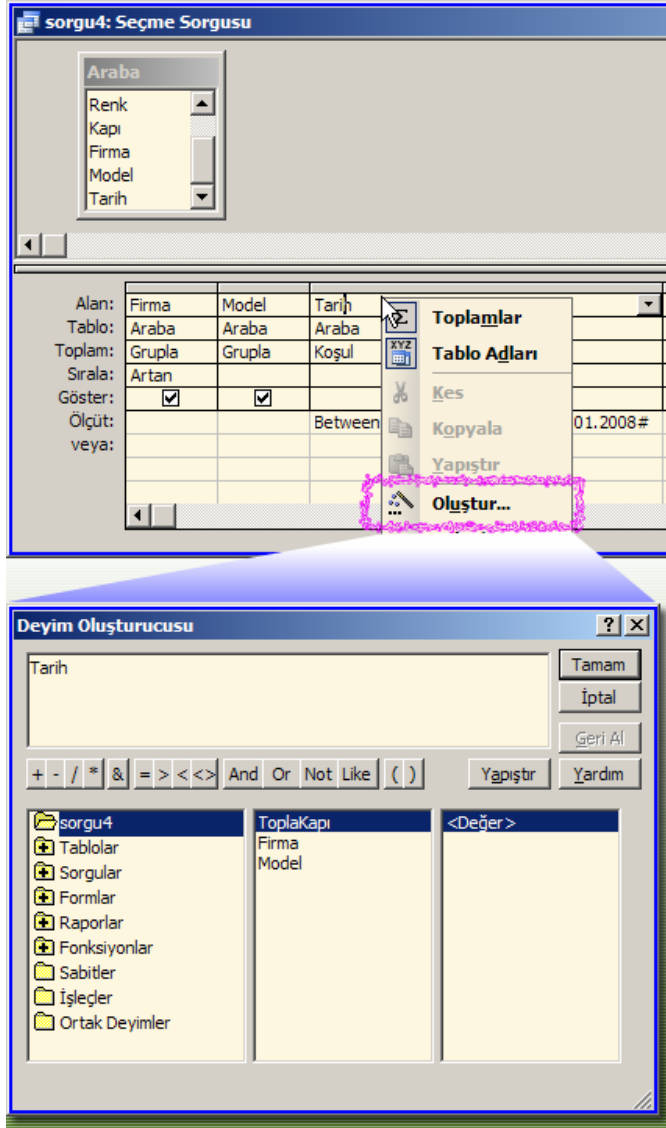 sorgu4: Seçme Sorgusu
Araba
Renk
Kapı
Firma
Model
Tarih
Alan: Firma Model Tarih
Tablo: Araba Araba Araba
Toplam: Grupla Grupla Koşul
Sırala: Artan
Göster:
Ölçüt: Between 01.2008#
veya:
Σ Toplamlar
XYZ Tablo Adları
Kes
Kopyala
Yapıştır
Oluştur...
Deyim Oluşturucusu
Tarih
Tamam
İptal
Geri Al
+ - / * & = > < <> And Or Not Like ( ) Yapıştır Yardım
sorgu4 ToplaKapı <Değer>
Tablolar Firma
Sorgular Model
Formlar
Raporlar
Fonksiyonlar
Sabitler
İşleçler
Ortak Deyimler